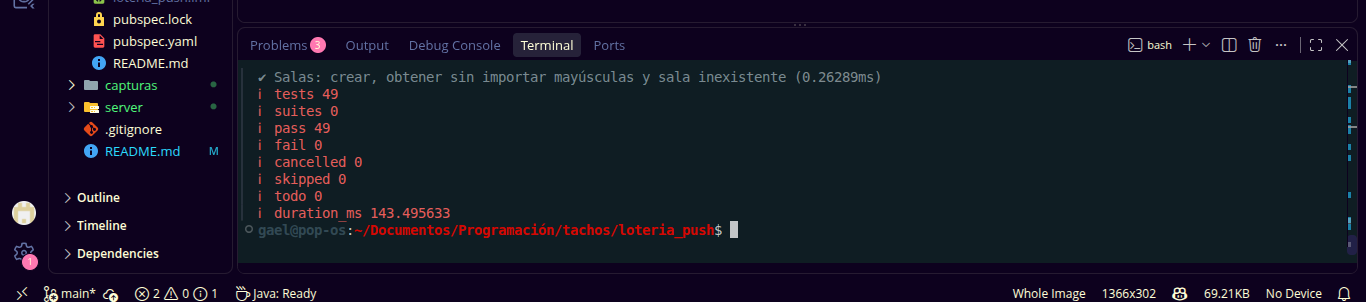 pubspec.lock
pubspec.yaml
README.md
capturas
server
.gitignore
README.md M
Outline
Timeline
Dependencies
1
Problems 3 Output Debug Console Terminal Ports
bash
✔ Salas: crear, obtener sin importar mayúsculas y sala inexistente (0.26289ms)
ℹ tests 49
ℹ suites 0
ℹ pass 49
ℹ fail 0
ℹ cancelled 0
ℹ skipped 0
ℹ todo 0
ℹ duration_ms 143.495633
gael@pop-os:~/Documentos/Programación/tachos/loteria_push$
main* 2 0 1 Java: Ready Whole Image 1366x302 69.21KB No Device